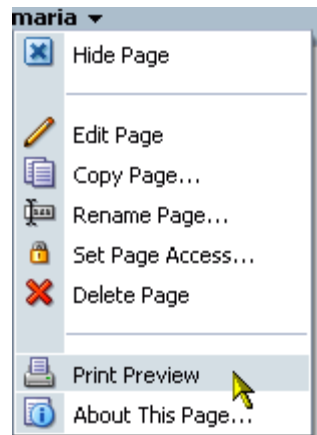 maria
Hide Page
Edit Page
Copy Page...
Rename Page...
Set Page Access...
Delete Page
Print Preview
About This Page...